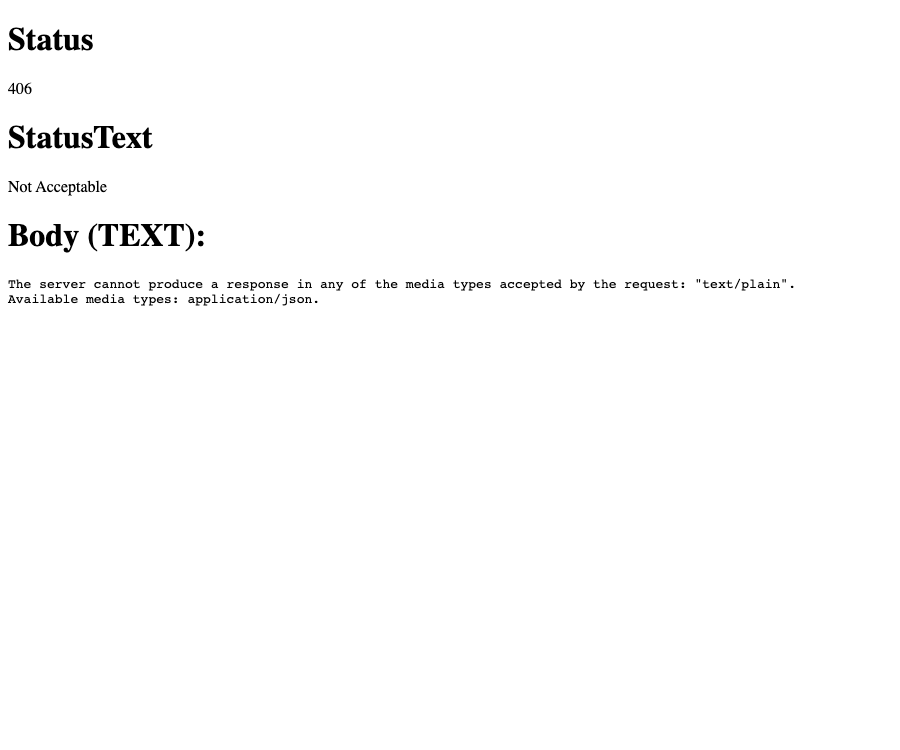 Status
406
StatusText
Not Acceptable
Body (TEXT):
The server cannot produce a response in any of the media types accepted by the request: "text/plain".
Available media types: application/json.